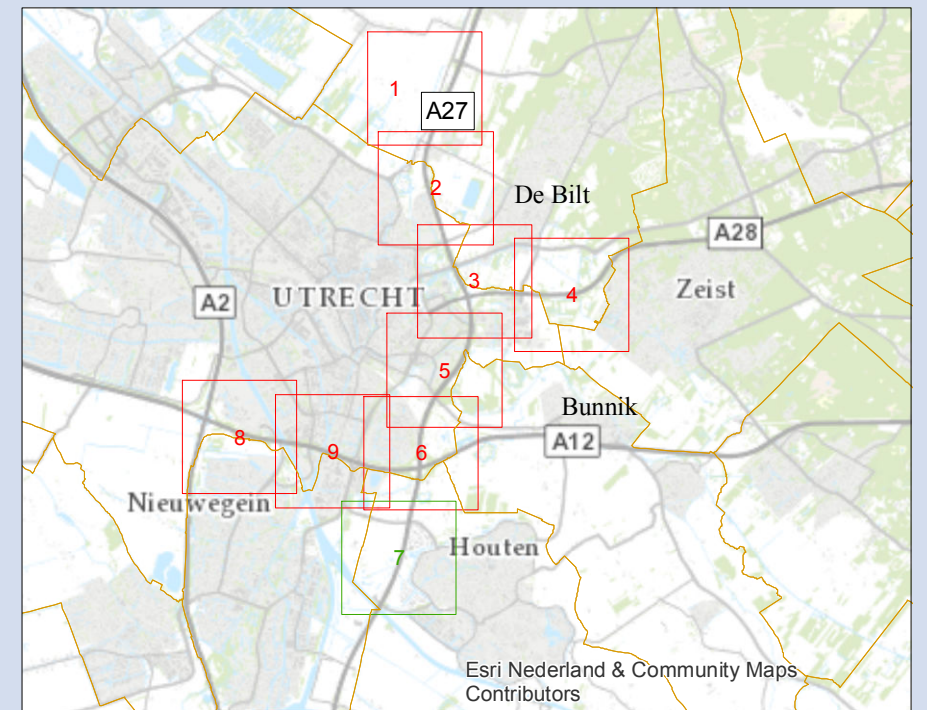 1
A27
2
De Bilt
A28
3
4
Zeist
A2
UTRECHT
5
Bunnik
A12
8
9
6
Nieuwegein
7
Houten
Esri Nederland & Community Maps
Contributors